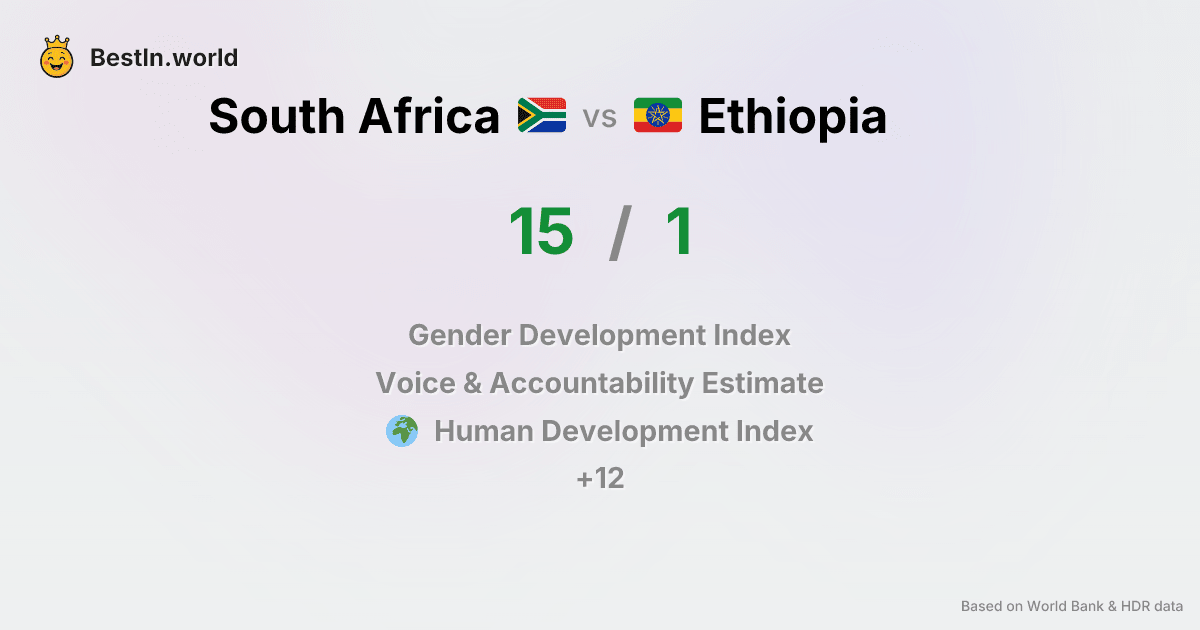 BestIn.world
South Africa vs Ethiopia
15 / 1
Gender Development Index
Voice & Accountability Estimate
Human Development Index
+12
Based on World Bank & HDR data